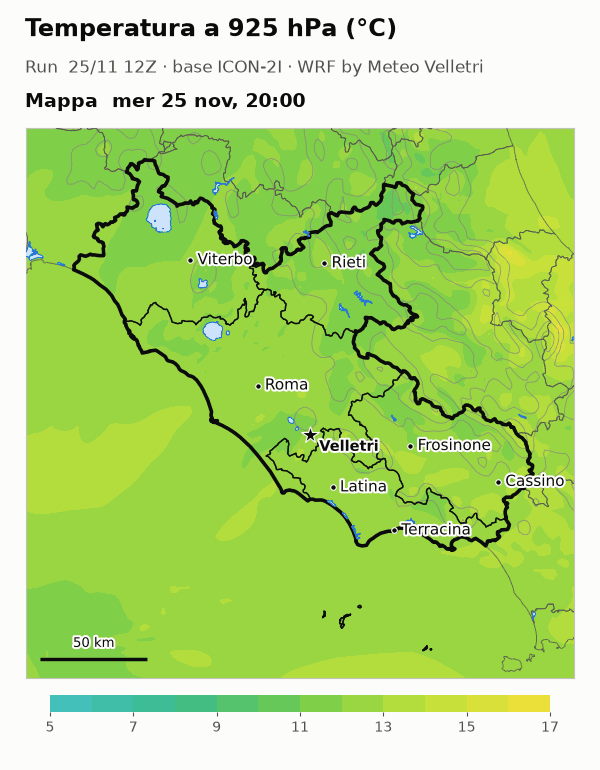 Temperatura a 925 hPa (°C)
Run  25/11 12Z · base ICON-2I · WRF by Meteo Velletri
Mappa  mer 25 nov, 20:00
Viterbo
Rieti
Roma
Velletri
Frosinone
Latina
Cassino
Terracina
50 km
5 7 9 11 13 15 17